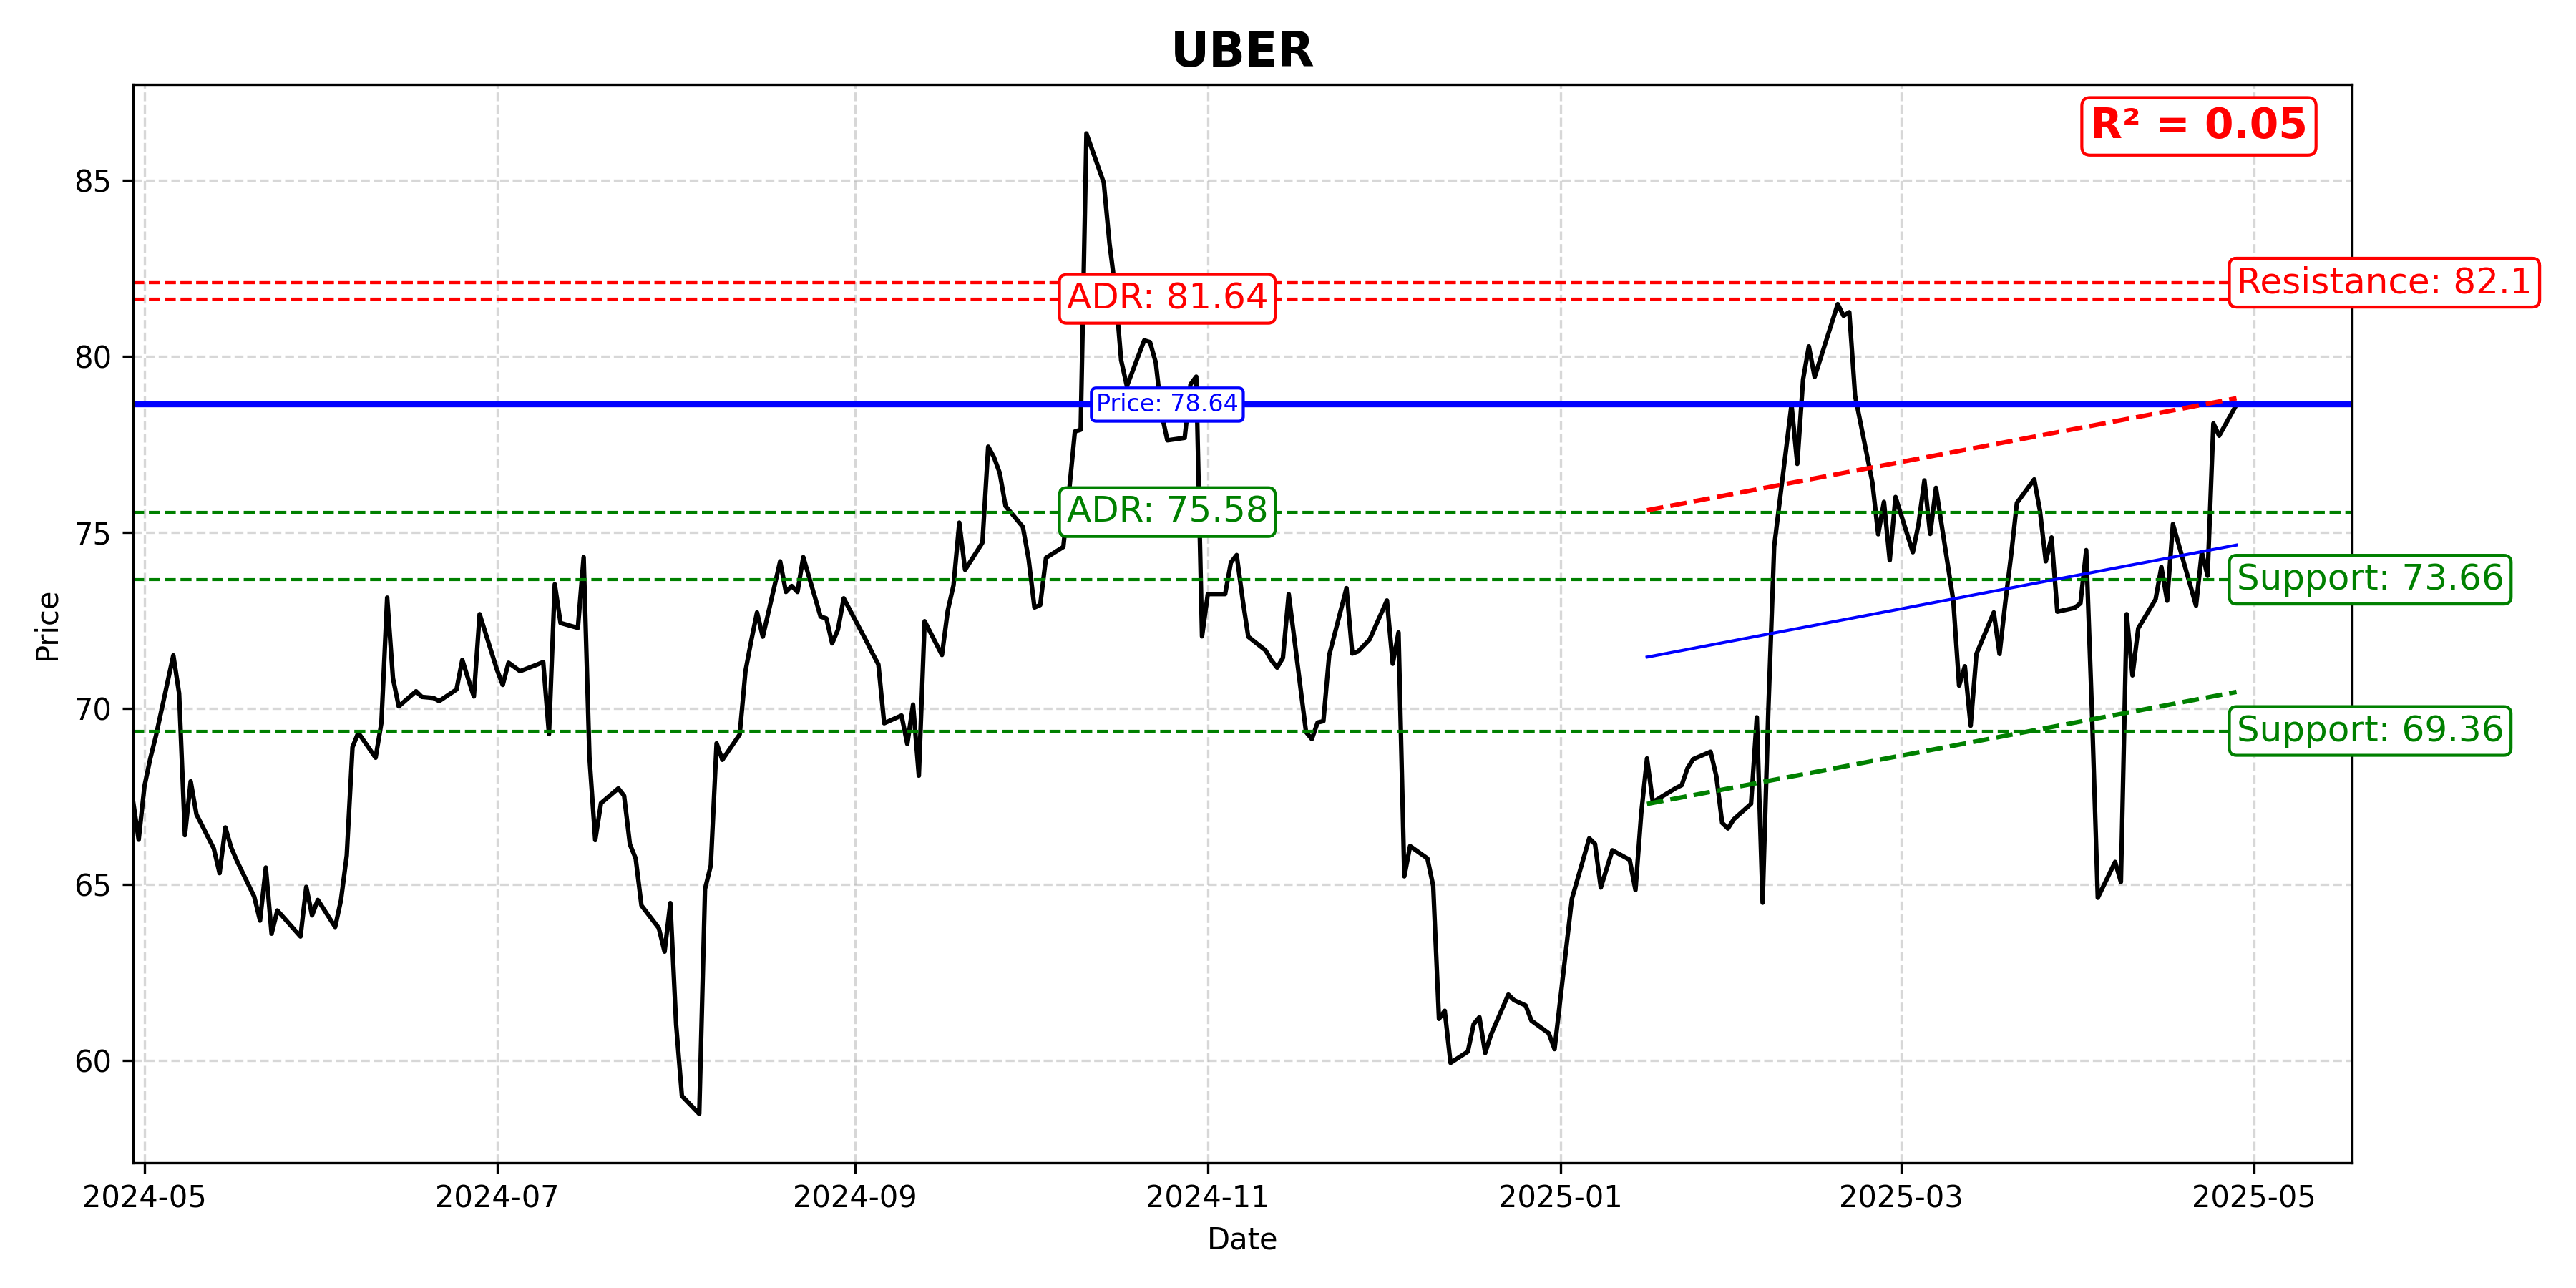 UBER
R² = 0.05
85
80
75
70
65
60
Price
Resistance: 82.1
ADR: 81.64
Price: 78.64
ADR: 75.58
Support: 73.66
Support: 69.36
2024-05
2024-07
2024-09
2024-11
2025-01
2025-03
2025-05
Date